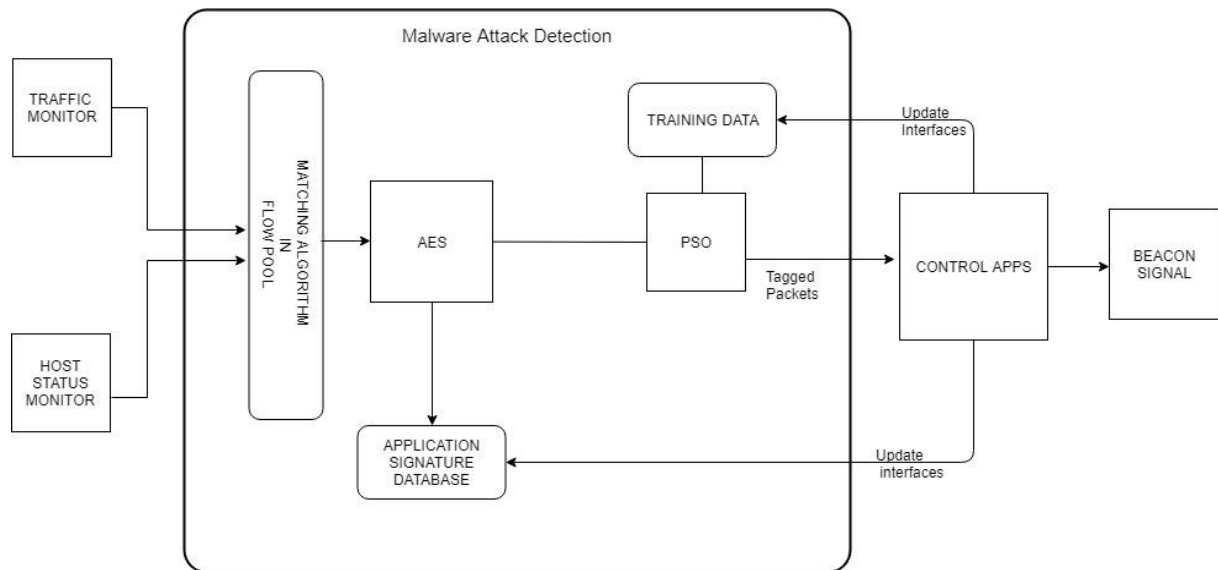 Malware Attack Detection
TRAFFIC
MONITOR
HOST
STATUS
MONITOR
MATCHING ALGORITHM
IN
FLOW POOL
AES
APPLICATION
SIGNATURE
DATABASE
TRAINING DATA
PSO
Tagged
Packets
Update
Interfaces
CONTROL APPS
Update
interfaces
BEACON
SIGNAL